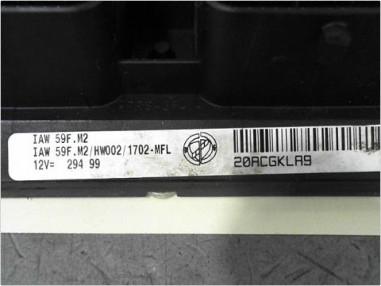 IAW 59F.M2
IAW 59F.M2/HW002/1702-MFL
12V= 294 99
20ACGKLA9